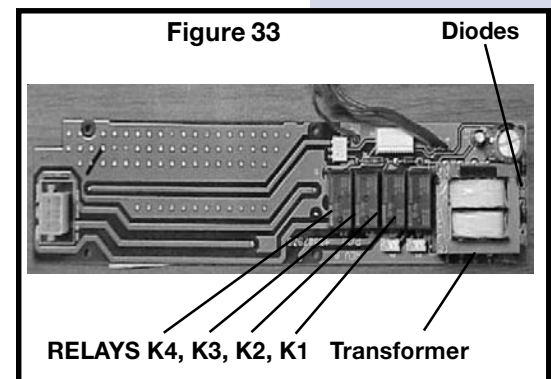 Figure 33
Diodes
RELAYS K4, K3, K2, K1 Transformer